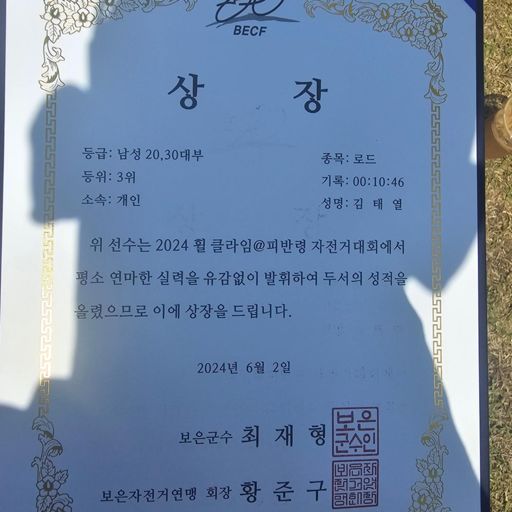 BECF
상 장
등급: 남성 20,30대부
종목: 로드
등위: 3위
기록: 00:10:46
소속: 개인
성명: 김 태 열
위 선수는 2024 휠 클라임@피반령 자전거대회에서
평소 연마한 실력을 유감없이 발휘하여 두서의 성적을
올렸으므로 이에 상장을 드립니다.
2024년 6월 2일
보은군수 최 재 형
보은
군수인
보은자전거연맹 회장 황 준 구